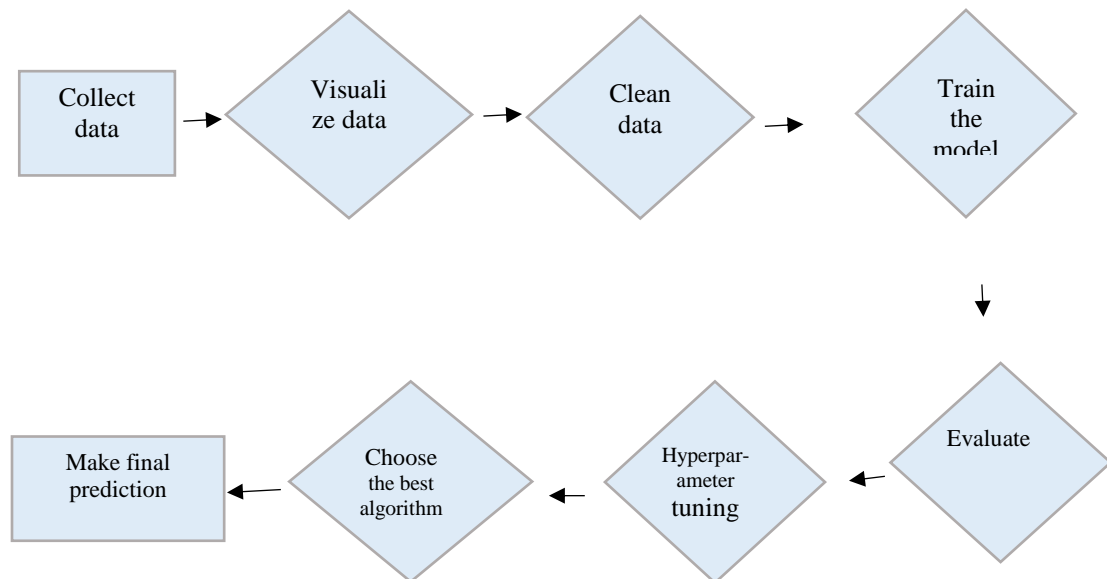 Collect
data
Visuali
ze data
Clean
data
Train
the
model
Evaluate
Hyperpar-
ameter
tuning
Choose
the best
algorithm
Make final
prediction